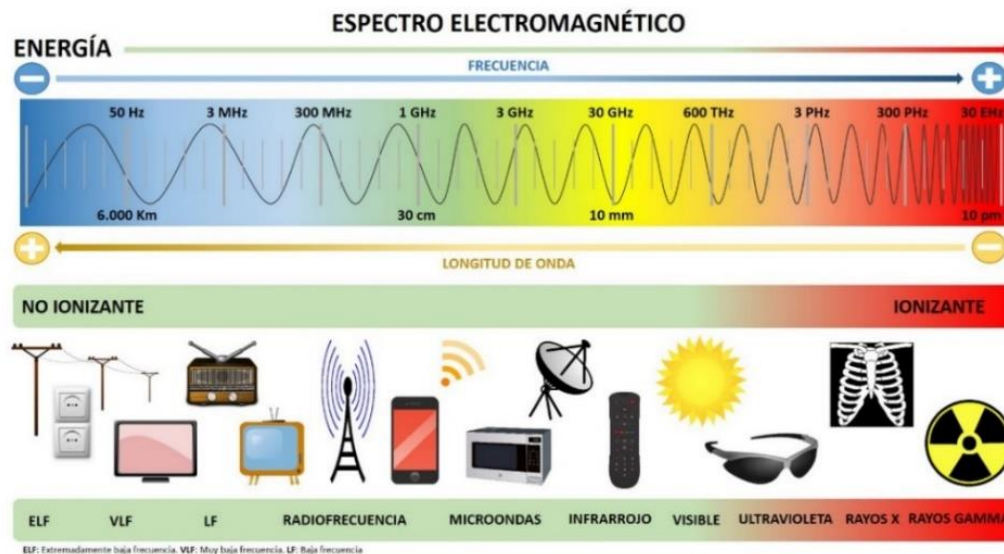 ESPECTRO ELECTROMAGNÉTICO
ENERGÍA
FRECUENCIA
50 Hz 3 MHz 300 MHz 1 GHz 3 GHz 30 GHz 600 THz 3 PHz 300 PHz 30 EHz
6.000 Km 30 cm 10 mm 10 pm
LONGITUD DE ONDA
NO IONIZANTE IONIZANTE
ELF VLF LF RADIOFRECUENCIA MICROONDAS INFRARROJO VISIBLE ULTRAVIOLETA RAYOS X RAYOS GAMMA
ELF: Extremadamente baja frecuencia. VLF: Muy baja frecuencia. LF: Baja frecuencia